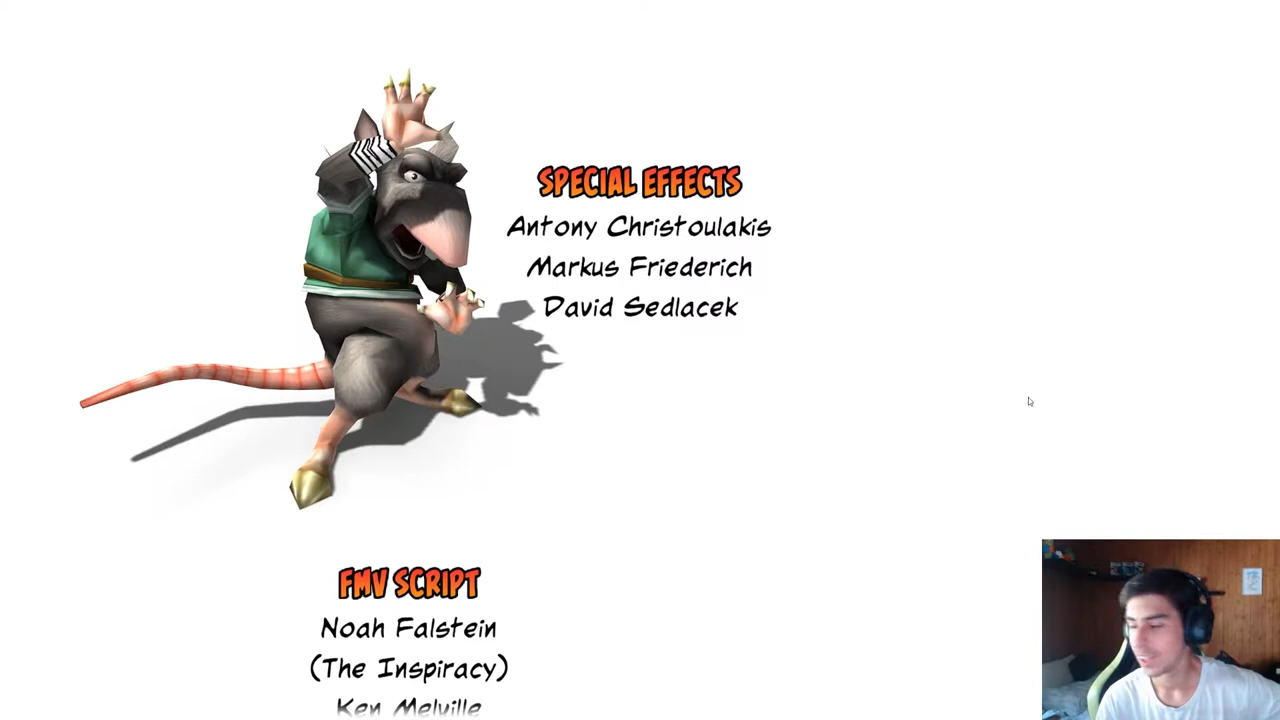 SPECIAL EFFECTS
Antony Christoulakis
Markus Friederich
David Sedlacek
FMV SCRIPT
Noah Falstein
(The Inspiracy)
Ken Melville